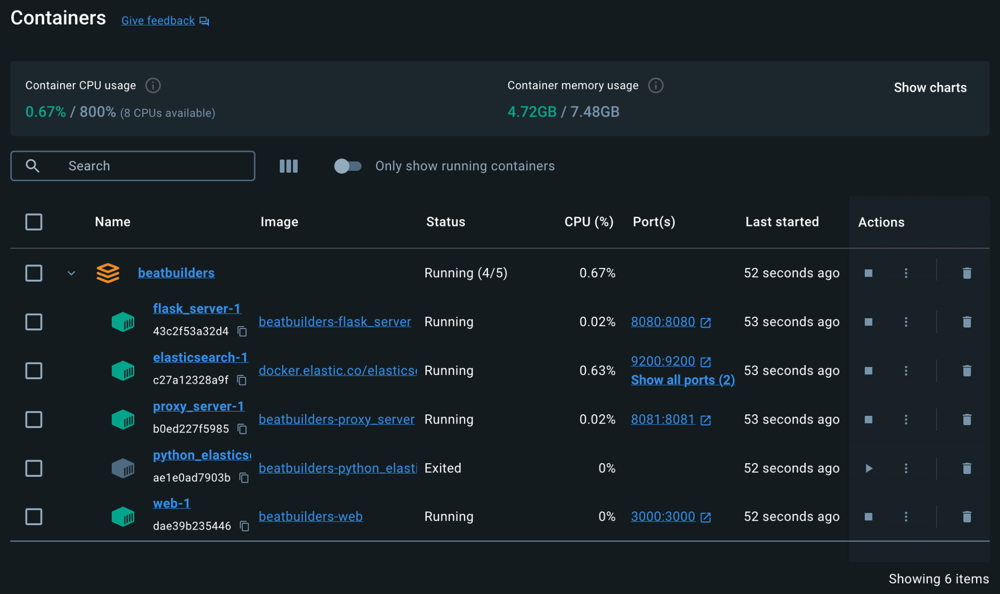 Containers Give feedback
Container CPU usage Container memory usage Show charts
0.67% / 800% (8 CPUs available) 4.72GB / 7.48GB
Search Only show running containers
Name Image Status CPU (%) Port(s) Last started Actions
beatbuilders Running (4/5) 0.67% 52 seconds ago
flask_server-1
beatbuilders-flask_server Running 0.02% 8080:8080 53 seconds ago
43c2f53a32d4
elasticsearch-1 9200:9200
docker.elastic.co/elastics Running 0.63% 53 seconds ago
c27a12328a9f Show all ports (2)
proxy_server-1
beatbuilders-proxy_server Running 0.02% 8081:8081 53 seconds ago
b0ed227f5985
python_elastics
beatbuilders-python_elasti Exited 0% 52 seconds ago
ae1e0ad7903b
web-1
beatbuilders-web Running 0% 3000:3000 52 seconds ago
dae39b235446
Showing 6 items